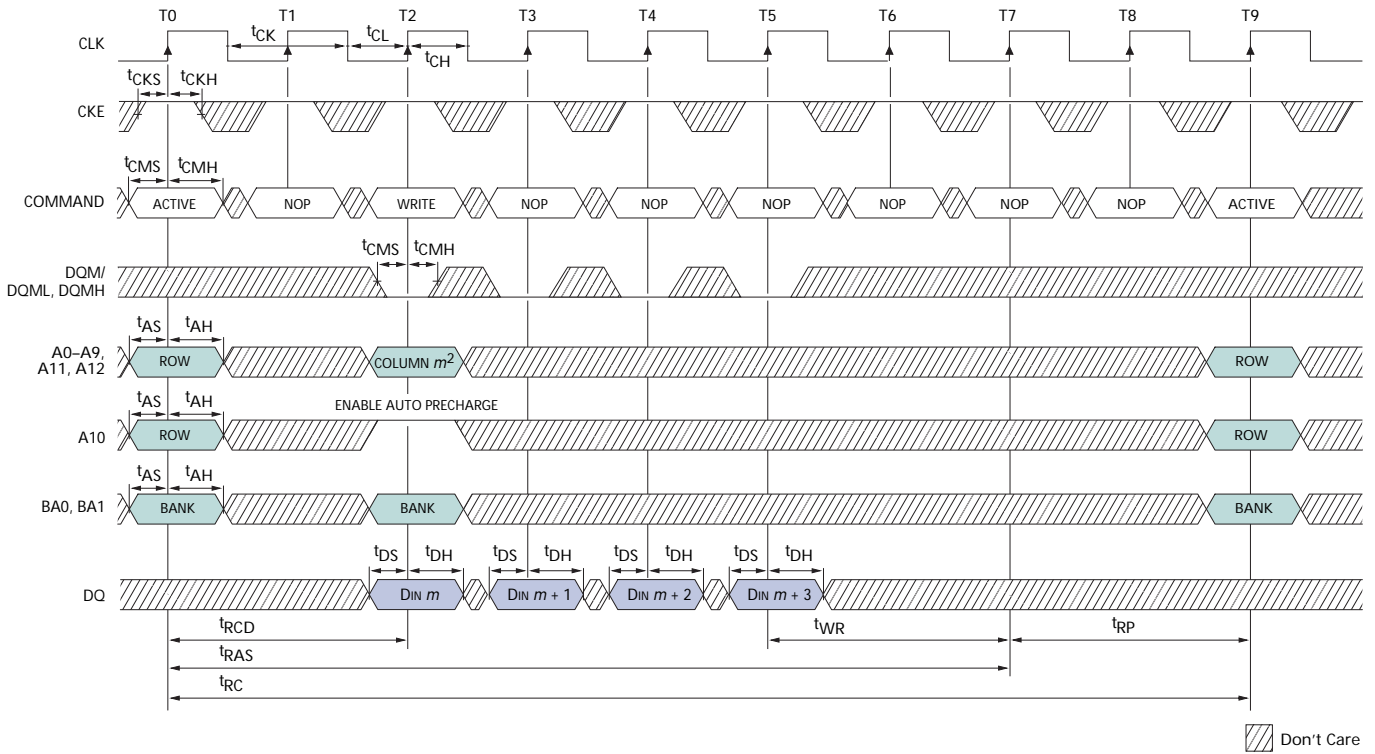 T0 T1 T2 T3 T4 T5 T6 T7 T8 T9
CLK tCK tCL tCH
tCKS tCKH
CKE
tCMS tCMH
COMMAND ACTIVE NOP WRITE NOP NOP NOP NOP NOP NOP ACTIVE
tCMS tCMH
DQM/
DQML, DQMH
tAS tAH
A0–A9,
A11, A12
ROW COLUMN m2 ROW
tAS tAH ENABLE AUTO PRECHARGE
A10 ROW ROW
tAS tAH
BA0, BA1 BANK BANK BANK
tDS tDH tDS tDH tDS tDH tDS tDH
DQ DIN m DIN m + 1 DIN m + 2 DIN m + 3
tRCD tWR tRP
tRAS
tRC
Don't Care